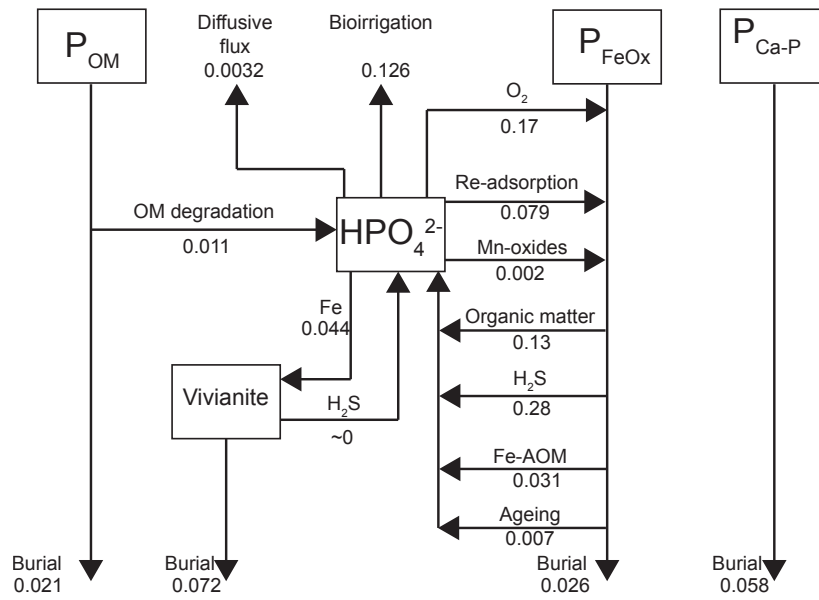 Diffusive
flux
0.0032
Bioirrigation
0.126
P_OM
P_FeOx
P_Ca-P
O₂
0.17
Re-adsorption
0.079
OM degradation
0.011
HPO₄²⁻
Mn-oxides
0.002
Fe
0.044
Organic matter
0.13
Vivianite
H₂S
~0
H₂S
0.28
Fe-AOM
0.031
Ageing
0.007
Burial
0.021
Burial
0.072
Burial
0.026
Burial
0.058